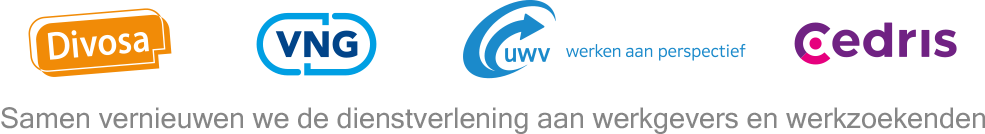 Divosa VNG uwv werken aan perspectief cedris
Samen vernieuwen we de dienstverlening aan werkgevers en werkzoekenden